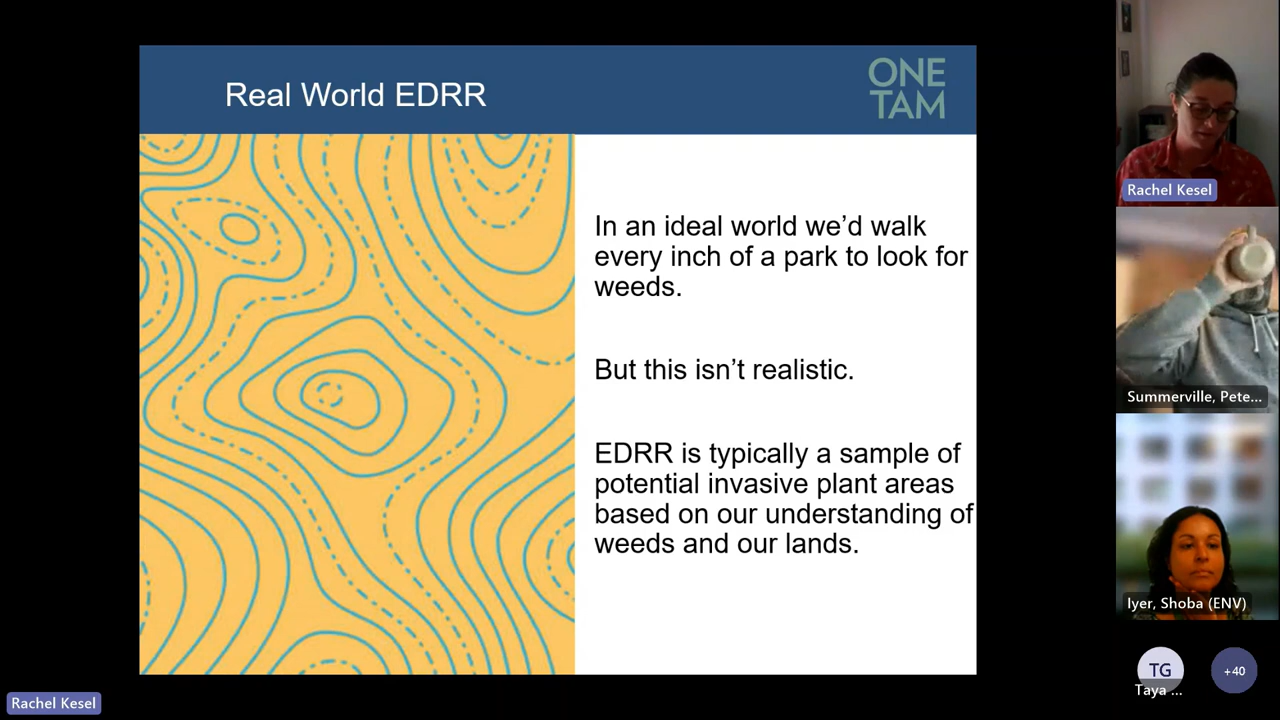 Real World EDRR
ONE
TAM
In an ideal world we'd walk
every inch of a park to look for
weeds.
But this isn't realistic.
EDRR is typically a sample of
potential invasive plant areas
based on our understanding of
weeds and our lands.
Rachel Kesel
Summerville, Pete...
Iyer, Shoba (ENV)
TG
Taya ...
+40
Rachel Kesel